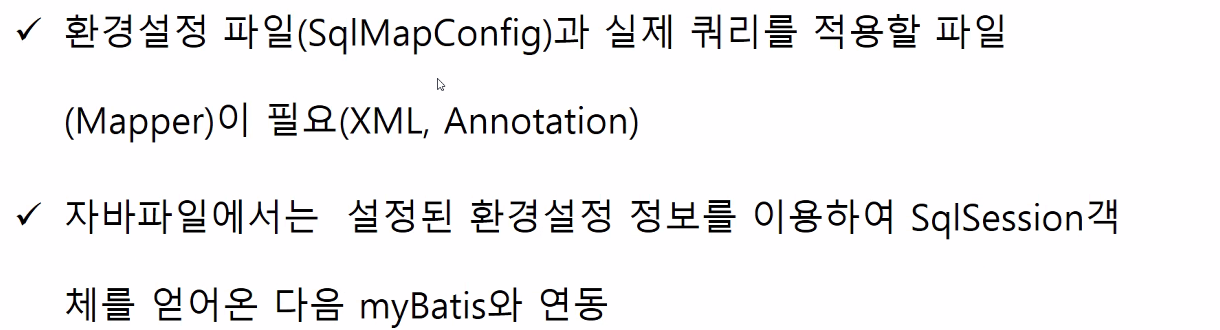 ✓ 환경설정 파일(SqlMapConfig)과 실제 쿼리를 적용할 파일
(Mapper)이 필요(XML, Annotation)
✓ 자바파일에서는 설정된 환경설정 정보를 이용하여 SqlSession객
체를 얻어온 다음 myBatis와 연동